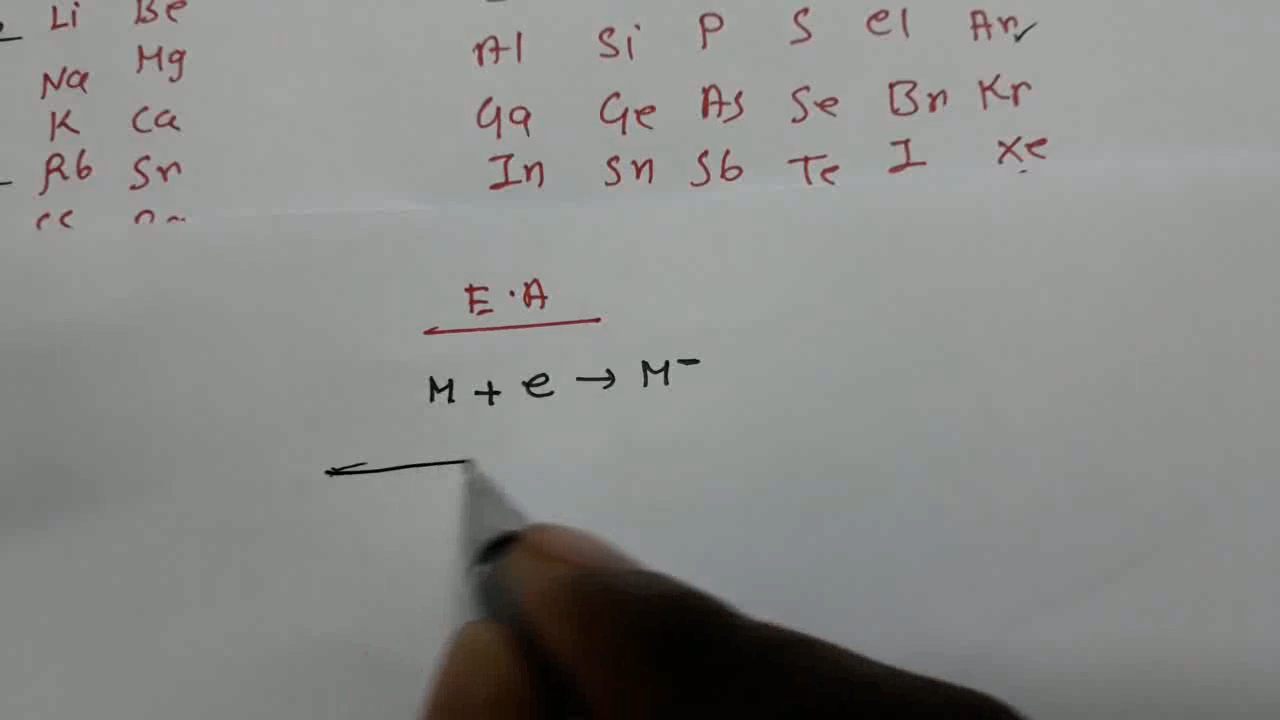 Li Be
Na Mg Al Si P S Cl Ar
K Ca Ga Ge As Se Br Kr
Rb Sr In Sn Sb Te I Xe
E.A
M + e → M⁻